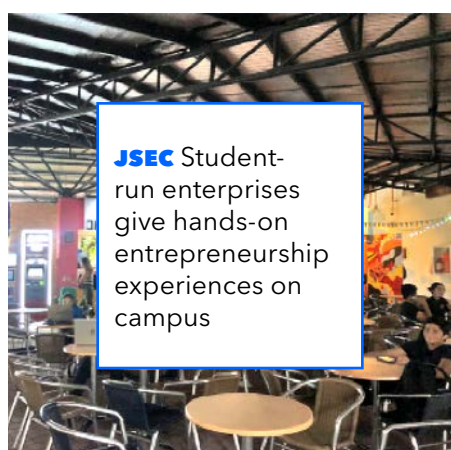 JSEC Student-
run enterprises
give hands-on
entrepreneurship
experiences on
campus